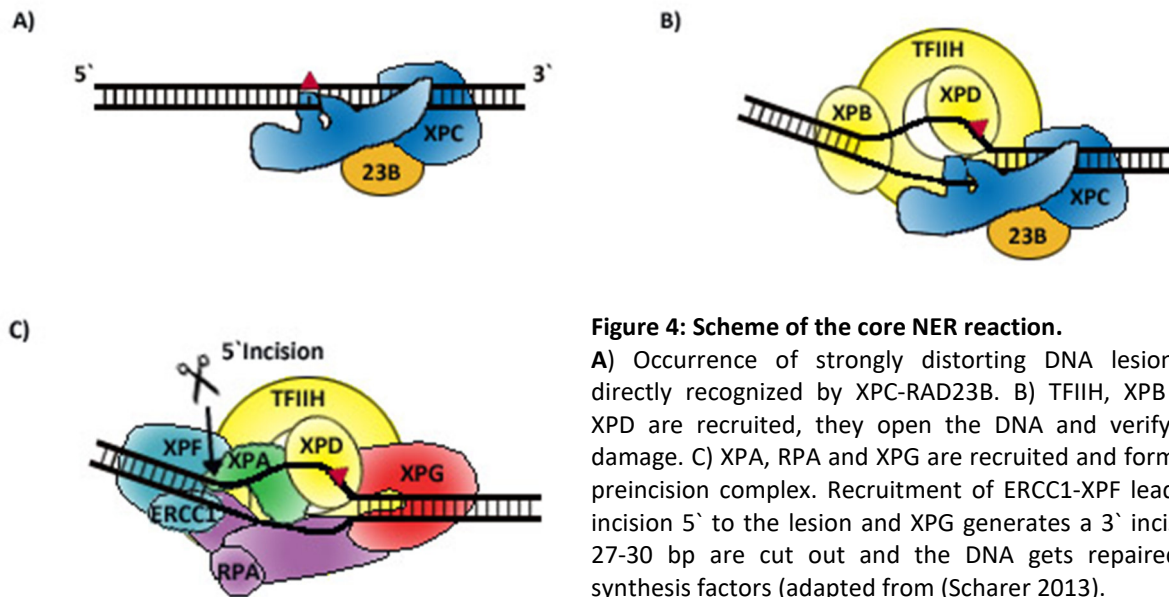 A)
5`
3`
XPC
23B
B)
TFIIH
XPD
XPB
XPC
23B
C)
5`Incision
TFIIH
XPF
XPA
XPD
XPG
ERCC1
RPA
Figure 4: Scheme of the core NER reaction.
A) Occurrence of strongly distorting DNA lesion
directly recognized by XPC-RAD23B. B) TFIIH, XPB
XPD are recruited, they open the DNA and verify
damage. C) XPA, RPA and XPG are recruited and form
preincision complex. Recruitment of ERCC1-XPF lead
incision 5` to the lesion and XPG generates a 3` inci
27-30 bp are cut out and the DNA gets repaired
synthesis factors (adapted from (Scharer 2013).